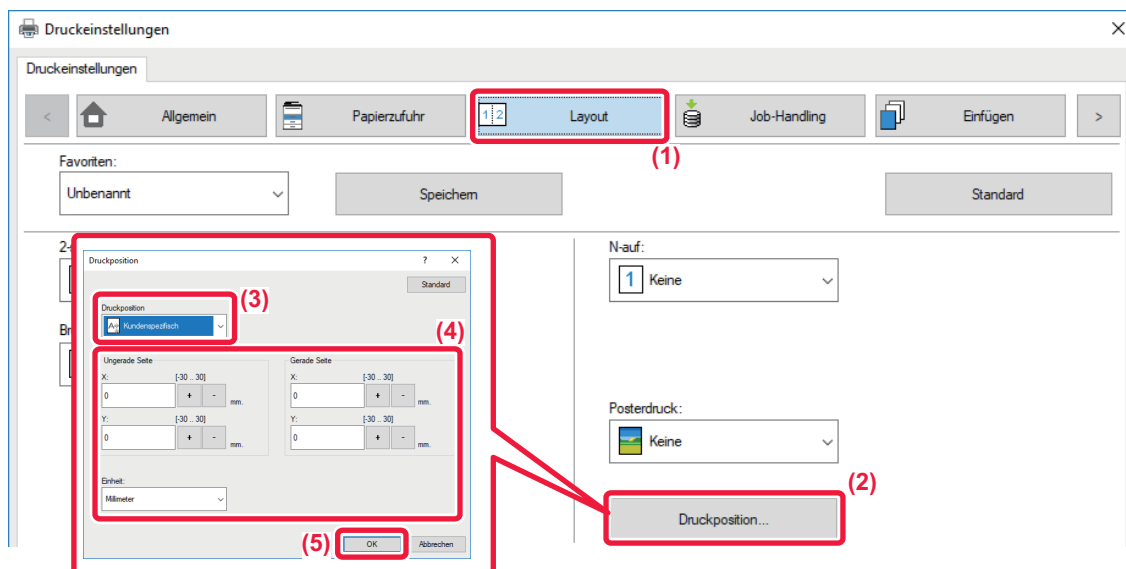 Druckeinstellungen
Druckeinstellungen
< Allgemein Papierzufuhr 1 2 Layout Job-Handling Einfügen >
(1)
Favoriten:
Unbenannt Speichern Standard
2-
Br
Druckposition ? ×
Standard
Druckposition
(3)
Kundenspezifisch
(4)
Ungerade Seite Gerade Seite
X: [-30 .. 30] X: [-30 .. 30]
0 + - mm. 0 + - mm.
Y: [-30 .. 30] Y: [-30 .. 30]
0 + - mm. 0 + - mm.
Einheit:
Millimeter
(5) OK Abbrechen
N-auf:
1 Keine
Posterdruck:
Keine
(2)
Druckposition...